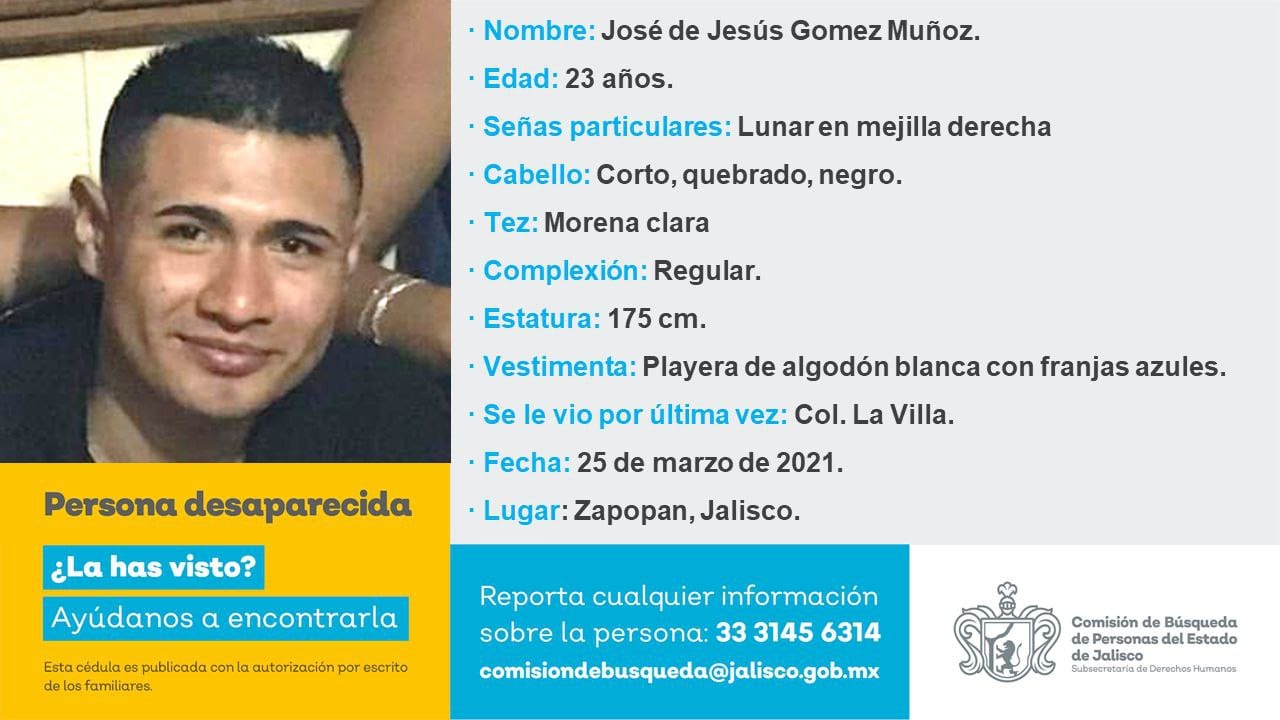 · Nombre: José de Jesús Gomez Muñoz.
· Edad: 23 años.
· Señas particulares: Lunar en mejilla derecha
· Cabello: Corto, quebrado, negro.
· Tez: Morena clara
· Complexión: Regular.
· Estatura: 175 cm.
· Vestimenta: Playera de algodón blanca con franjas azules.
· Se le vio por última vez: Col. La Villa.
· Fecha: 25 de marzo de 2021.
· Lugar: Zapopan, Jalisco.
Persona desaparecida
¿La has visto?
Ayúdanos a encontrarla
Esta cédula es publicada con la autorización por escrito
de los familiares.
Reporta cualquier información
sobre la persona: 33 3145 6314
comisiondebusqueda@jalisco.gob.mx
Comisión de Búsqueda
de Personas del Estado
de Jalisco
Subsecretaría de Derechos Humanos